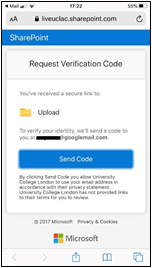 17:22
55%
liveuclac.sharepoint.com
SharePoint
Request Verification Code
You've received a secure link to:
Upload
To verify your identity, we'll send a code to
you at @googlemail.com.
Send Code
By clicking Send Code you allow University
College London to use your email address in
accordance with their privacy statement.
University College London has not provided links
to their terms for you to review.
© 2017 Microsoft Privacy & Cookies
Microsoft